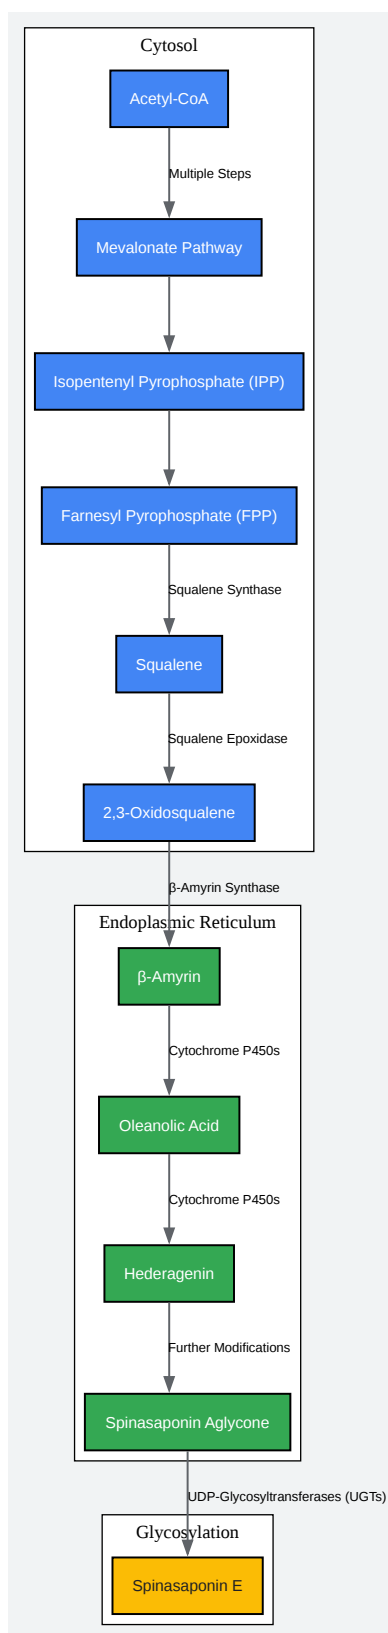 Cytosol
Acetyl-CoA
Multiple Steps
Mevalonate Pathway
Isopentenyl Pyrophosphate (IPP)
Farnesyl Pyrophosphate (FPP)
Squalene Synthase
Squalene
Squalene Epoxidase
2,3-Oxidosqualene
β-Amyrin Synthase
Endoplasmic Reticulum
β-Amyrin
Cytochrome P450s
Oleanolic Acid
Cytochrome P450s
Hederagenin
Further Modifications
Spinasaponin Aglycone
UDP-Glycosyltransferases (UGTs)
Glycosylation
Spinasaponin E